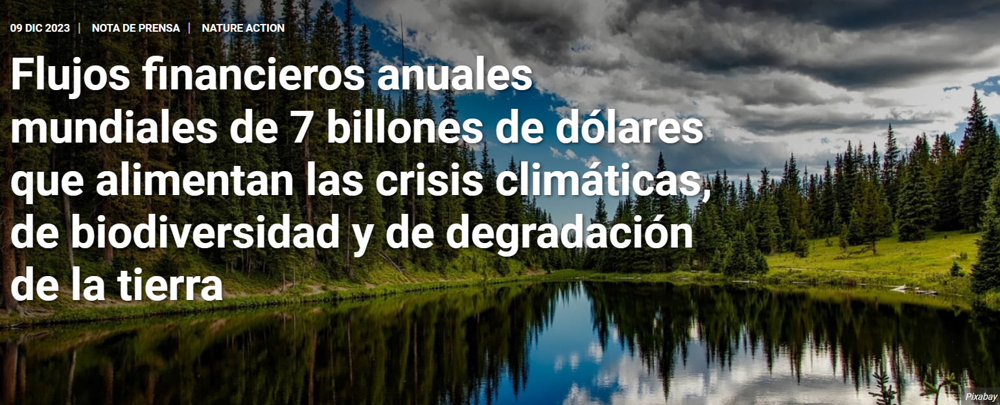 09 DIC 2023 | NOTA DE PRENSA | NATURE ACTION
Flujos financieros anuales
mundiales de 7 billones de dólares
que alimentan las crisis climáticas,
de biodiversidad y de degradación
de la tierra
Pixabay